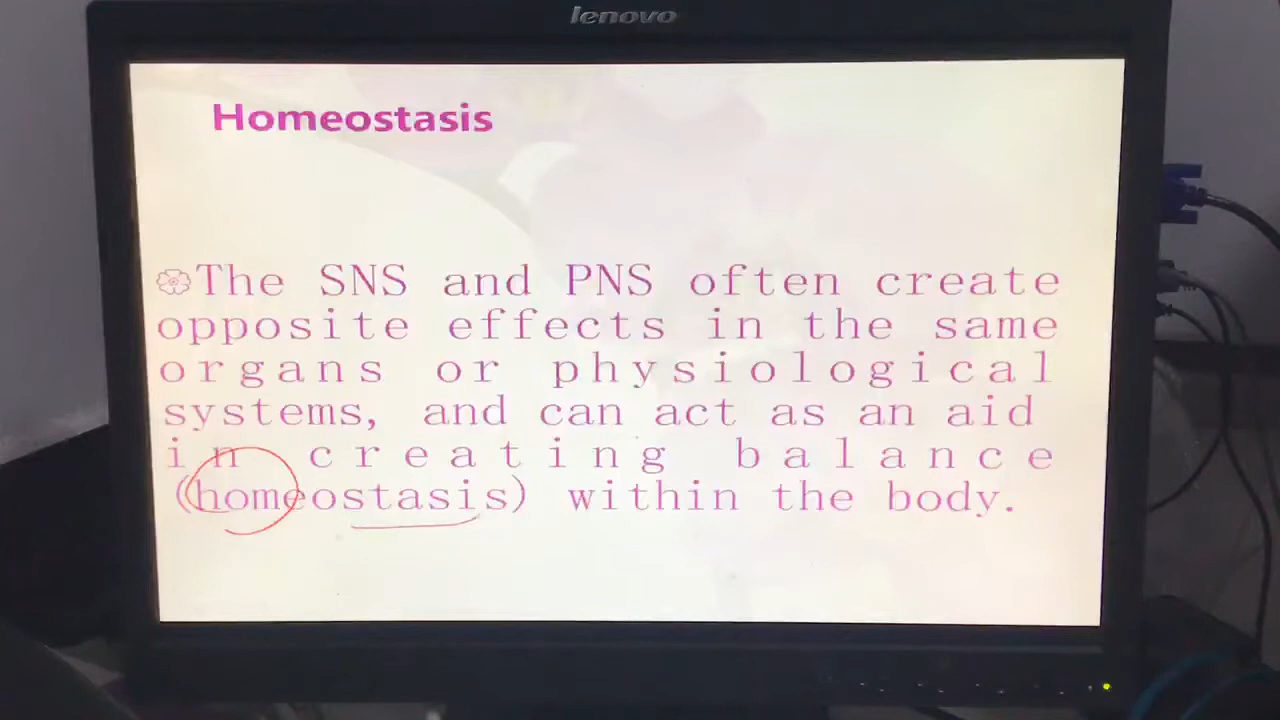 lenovo
Homeostasis
The SNS and PNS often create
opposite effects in the same
organs or physiological
systems, and can act as an aid
in creating balance
(homeostasis) within the body.